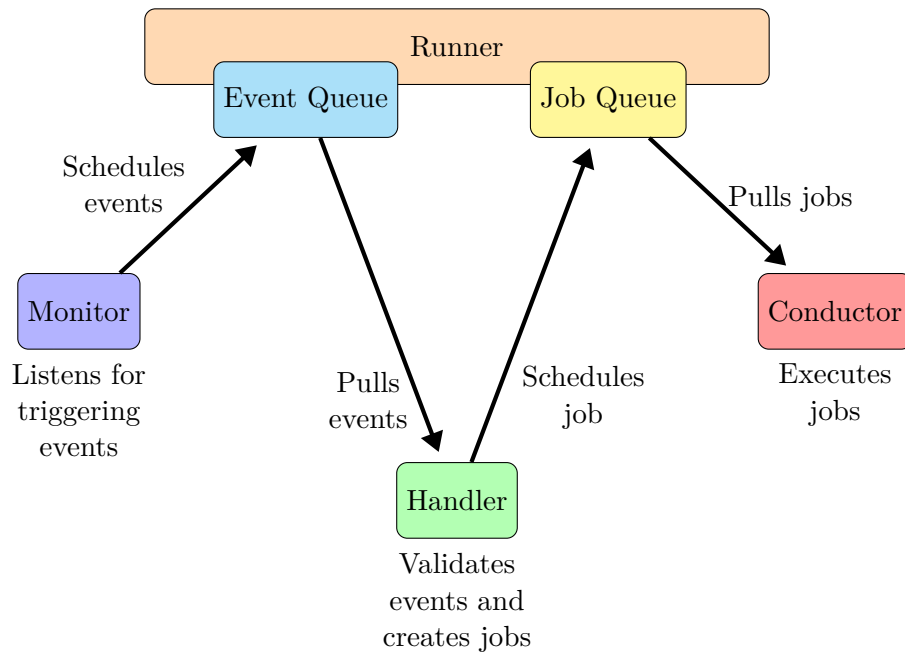 Runner
Event Queue
Job Queue
Schedules
events
Pulls jobs
Monitor
Conductor
Listens for
triggering
events
Pulls
events
Schedules
job
Executes
jobs
Handler
Validates
events and
creates jobs